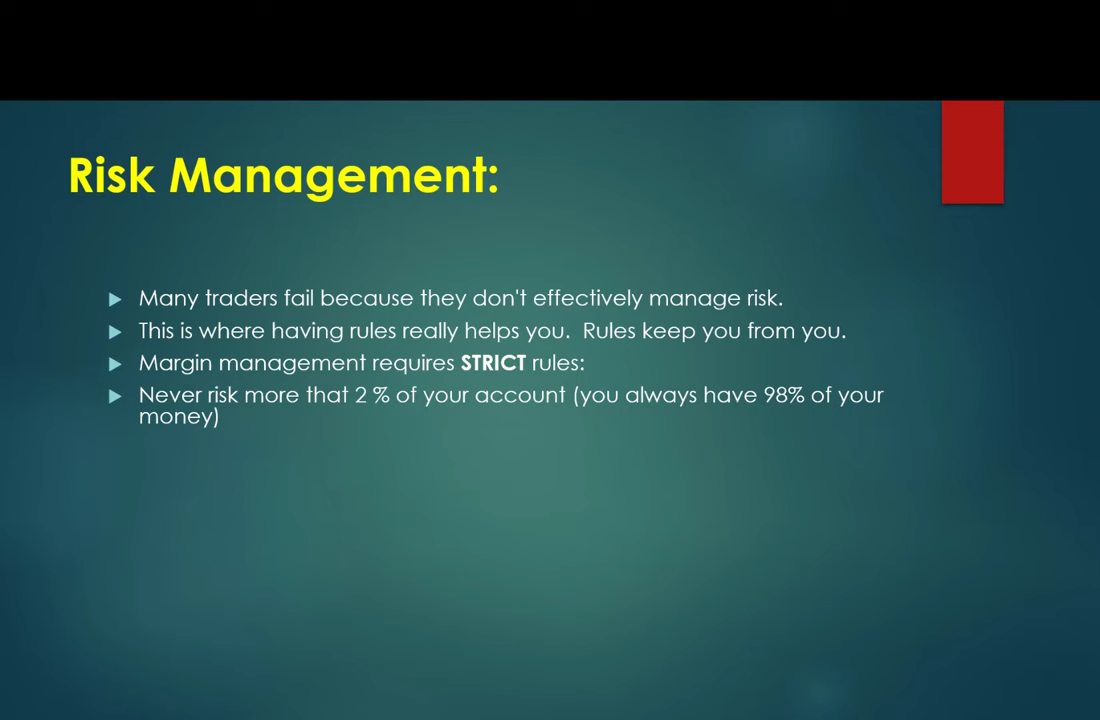 Risk Management:
Many traders fail because they don't effectively manage risk.
This is where having rules really helps you.  Rules keep you from you.
Margin management requires STRICT rules:
Never risk more that 2 % of your account (you always have 98% of your
money)